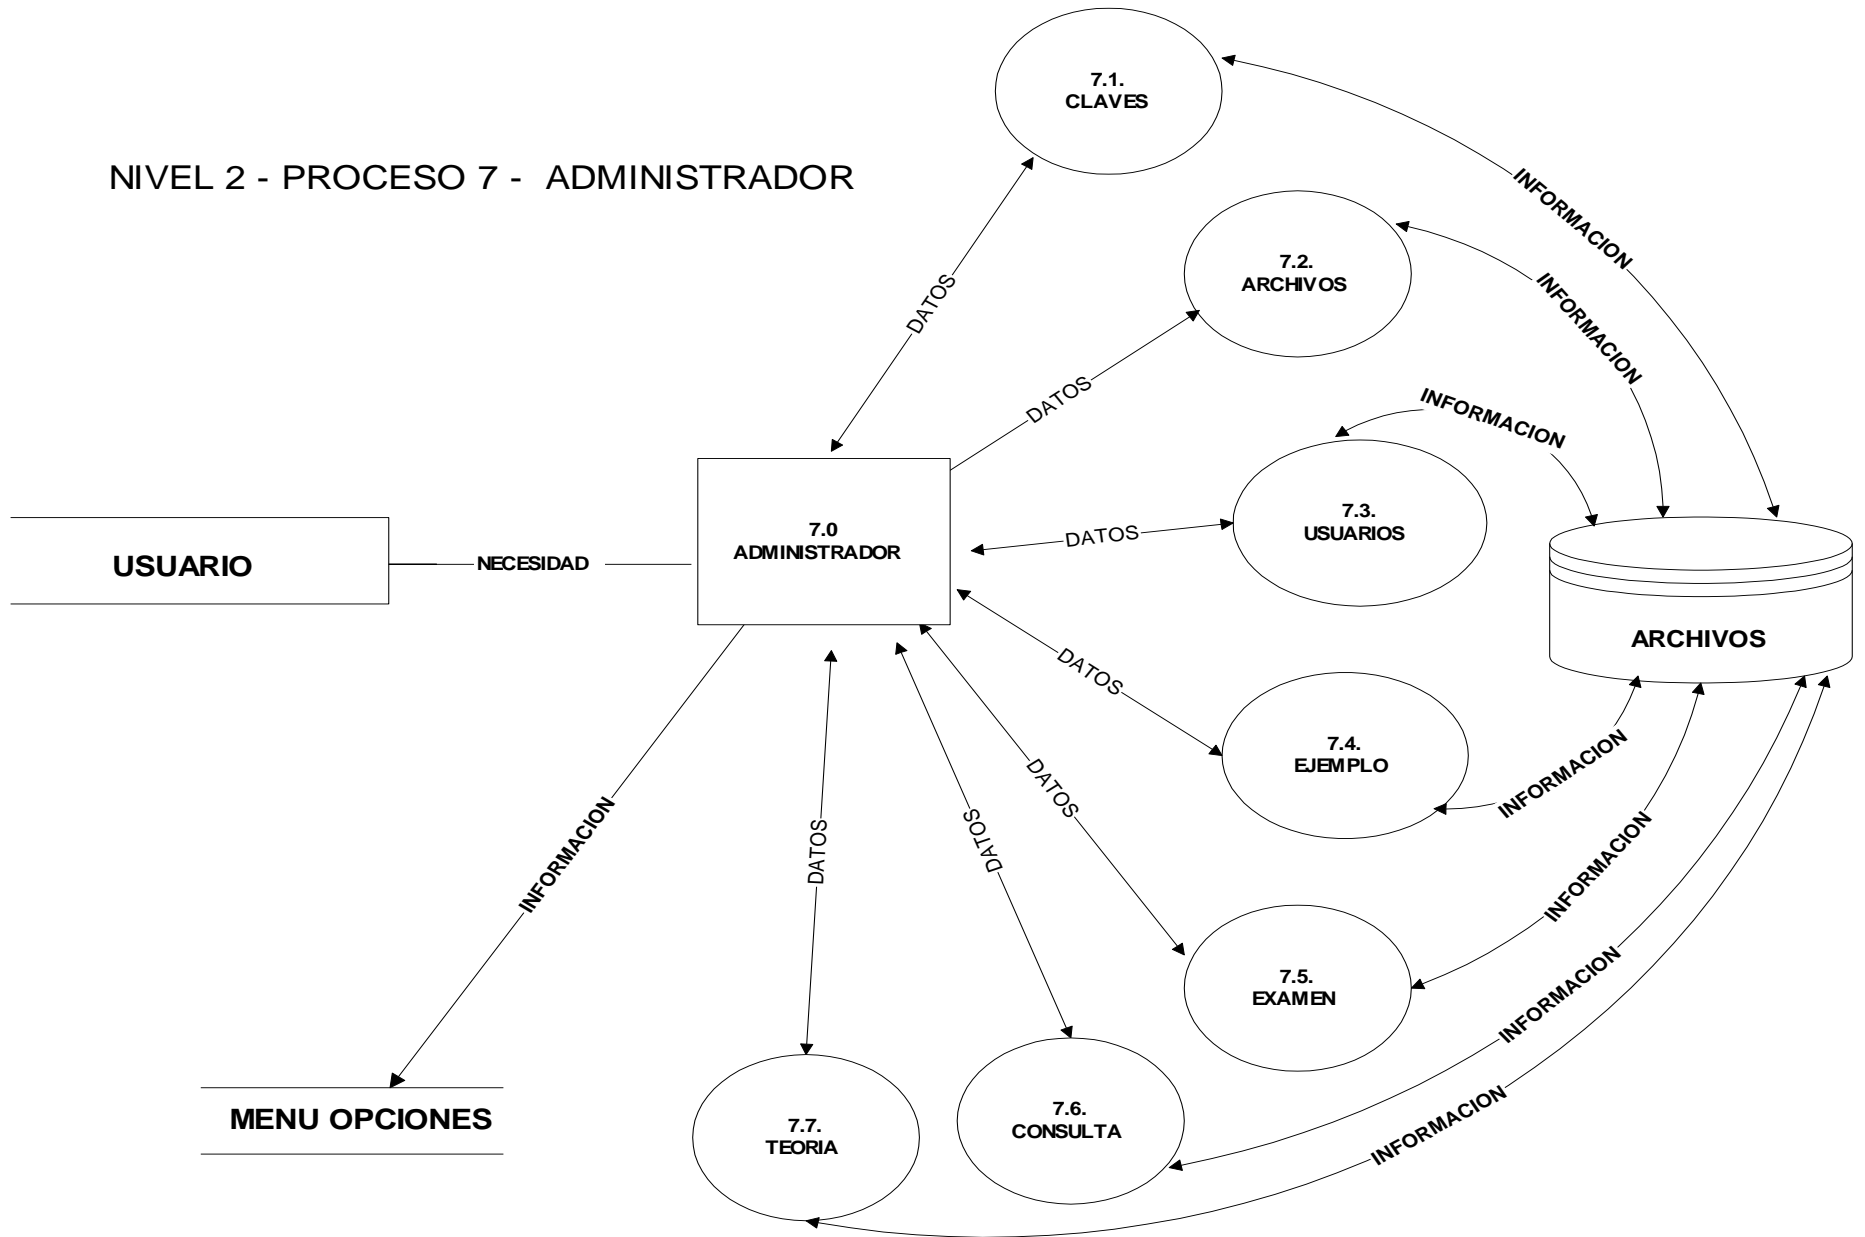 NIVEL 2 - PROCESO 7 -  ADMINISTRADOR
7.1.
CLAVES
INFORMACION
7.2.
ARCHIVOS
INFORMACION
DATOS
DATOS
INFORMACION
7.3.
USUARIOS
DATOS
7.0
ADMINISTRADOR
USUARIO
NECESIDAD
ARCHIVOS
DATOS
7.4.
EJEMPLO
INFORMACION
DATOS
DATOS
DATOS
INFORMACION
INFORMACION
7.5.
EXAMEN
INFORMACION
MENU OPCIONES
7.7.
TEORIA
7.6.
CONSULTA
INFORMACION